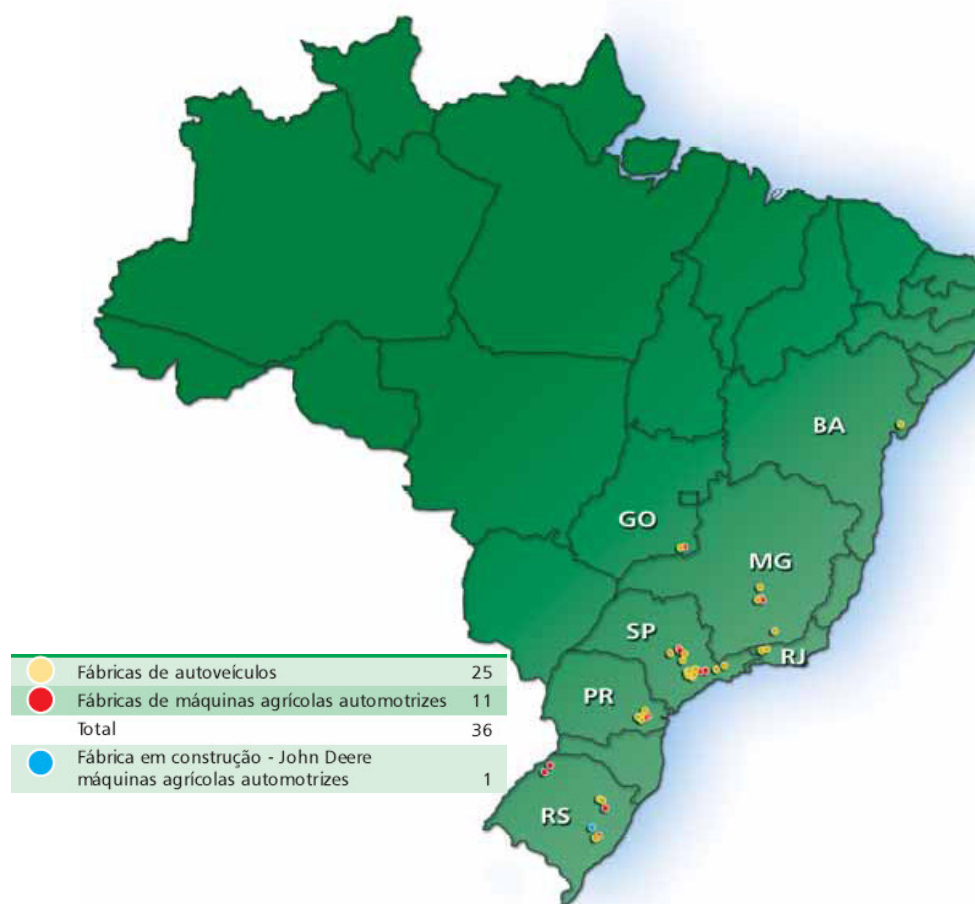 BA
GO
MG
SP
RJ
PR
RS
Fábricas de autoveículos 25
Fábricas de máquinas agrícolas automotrizes 11
Total 36
Fábrica em construção - John Deere
máquinas agrícolas automotrizes 1